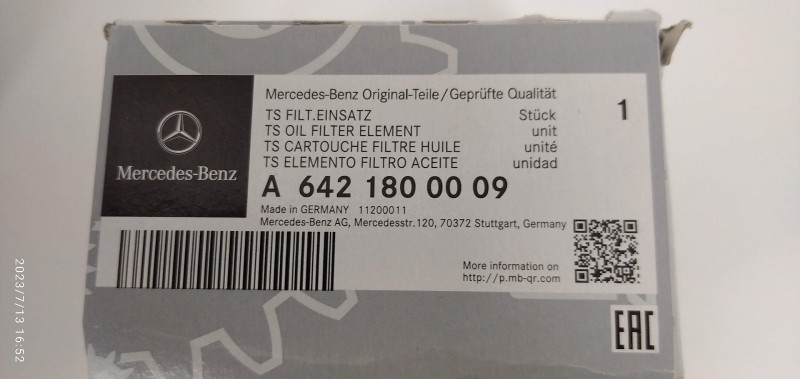 Mercedes-Benz Original-Teile/Geprüfte Qualität
TS FILT.EINSATZ Stück 1
TS OIL FILTER ELEMENT unit
TS CARTOUCHE FILTRE HUILE unité
TS ELEMENTO FILTRO ACEITE unidad
Mercedes-Benz
A 642 180 00 09
Made in GERMANY 11200011
Mercedes-Benz AG, Mercedesstr.120, 70372 Stuttgart, Germany
More information on
http://p.mb-qr.com
EAC
2023/7/13 16:52